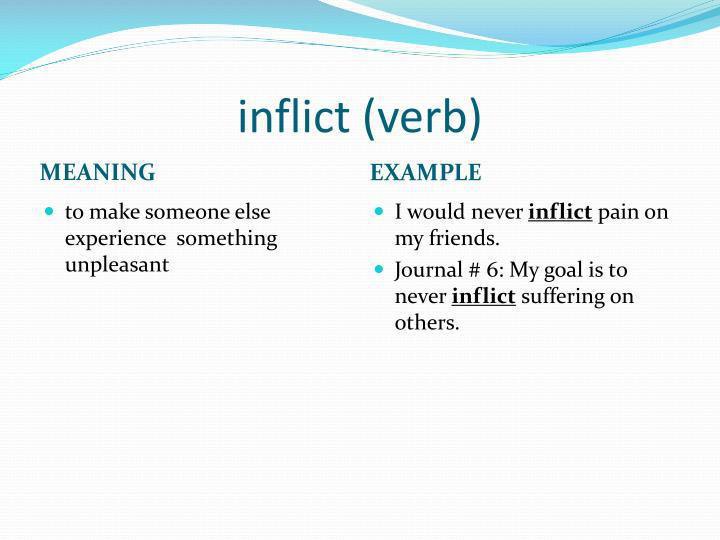 inflict (verb)
MEANING
• to make someone else
experience something
unpleasant
EXAMPLE
• I would never inflict pain on
my friends.
• Journal # 6: My goal is to
never inflict suffering on
others.